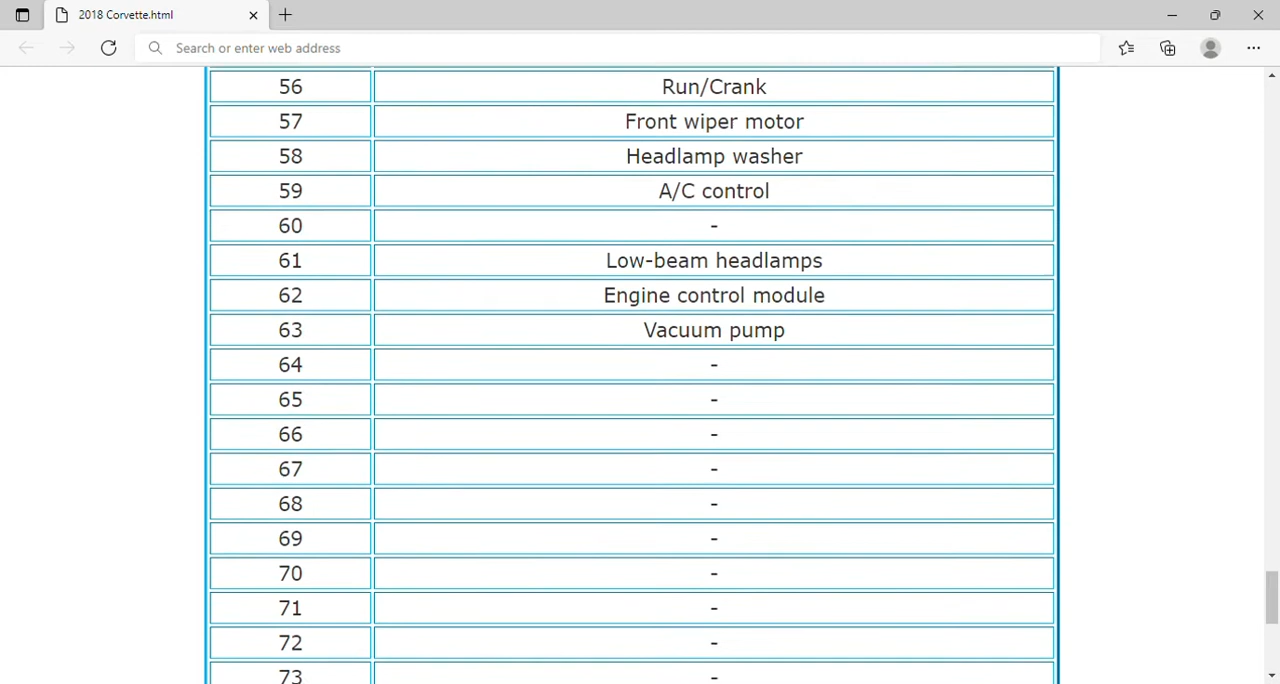 2018 Corvette.html
Search or enter web address
56 Run/Crank
57 Front wiper motor
58 Headlamp washer
59 A/C control
60 -
61 Low-beam headlamps
62 Engine control module
63 Vacuum pump
64 -
65 -
66 -
67 -
68 -
69 -
70 -
71 -
72 -
73 -